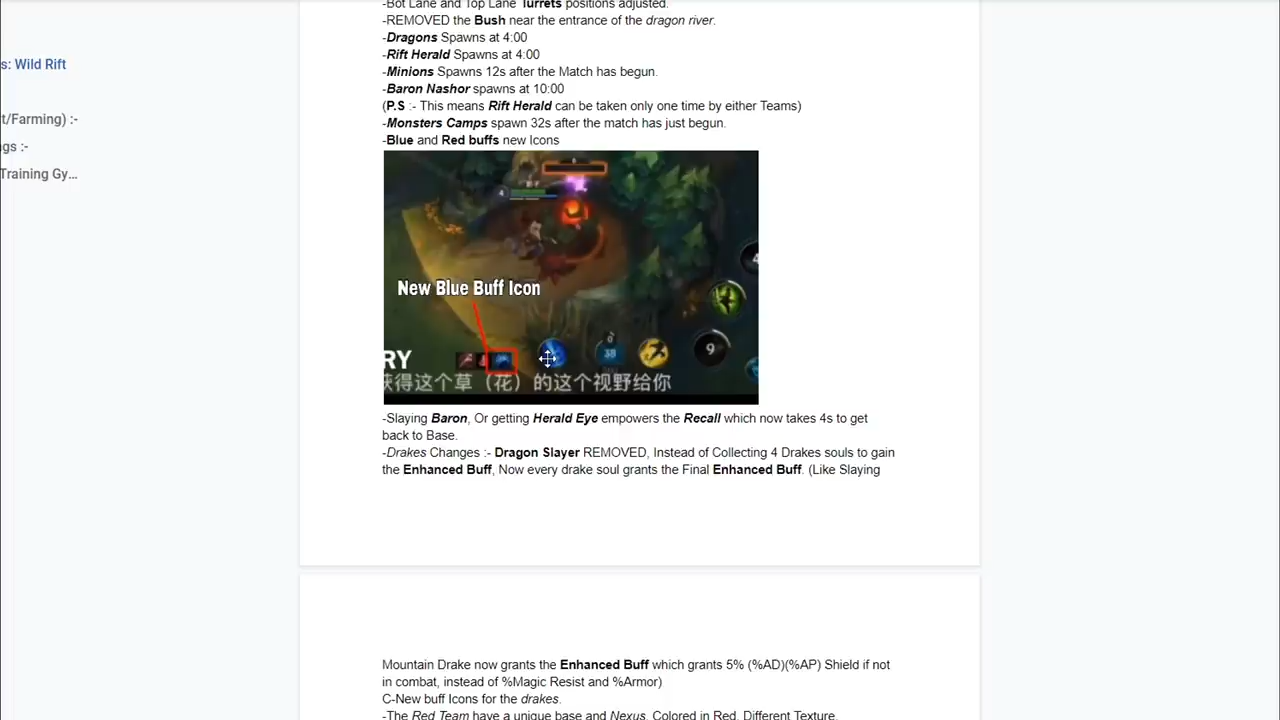 -Bot Lane and Top Lane Turrets positions adjusted.
-REMOVED the Bush near the entrance of the dragon river.
-Dragons Spawns at 4:00
s: Wild Rift
-Rift Herald Spawns at 4:00
-Minions Spawns 12s after the Match has begun.
-Baron Nashor spawns at 10:00
(P.S :- This means Rift Herald can be taken only one time by either Teams)
t/Farming) :-
-Monsters Camps spawn 32s after the match has just begun.
-Blue and Red buffs new Icons
ngs :-
Training Gy...
4
New Blue Buff Icon
0
38
9
RY
获得这个草（花）的这个视野给你
-Slaying Baron, Or getting Herald Eye empowers the Recall which now takes 4s to get
back to Base.
-Drakes Changes :- Dragon Slayer REMOVED, Instead of Collecting 4 Drakes souls to gain
the Enhanced Buff, Now every drake soul grants the Final Enhanced Buff. (Like Slaying
Mountain Drake now grants the Enhanced Buff which grants 5% (%AD)(%AP) Shield if not
in combat, instead of %Magic Resist and %Armor)
C-New buff Icons for the drakes.
-The Red Team have a unique base and Nexus, Colored in Red, Different Texture.